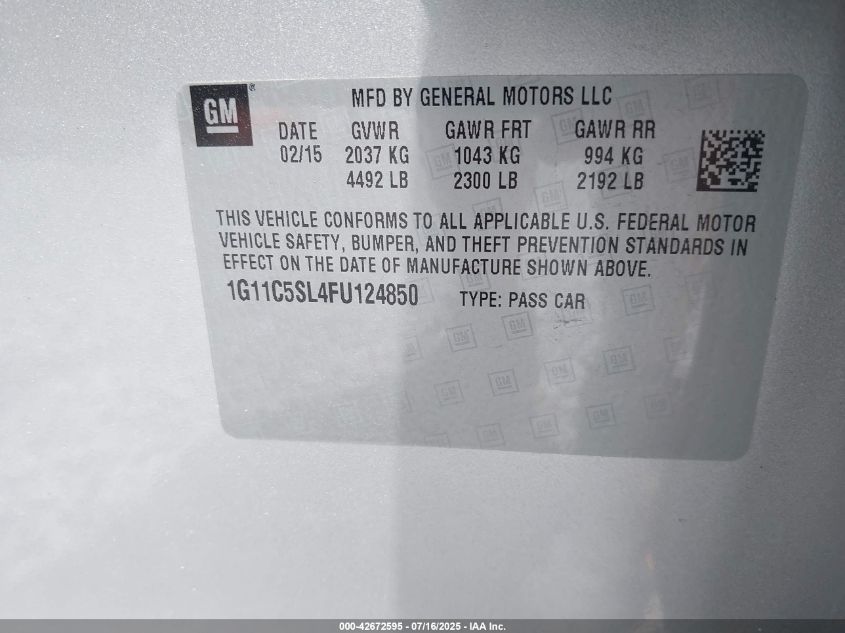 GM®
MFD BY GENERAL MOTORS LLC
DATE GVWR GAWR FRT GAWR RR
02/15 2037 KG 1043 KG 994 KG
4492 LB 2300 LB 2192 LB
THIS VEHICLE CONFORMS TO ALL APPLICABLE U.S. FEDERAL MOTOR
VEHICLE SAFETY, BUMPER, AND THEFT PREVENTION STANDARDS IN
EFFECT ON THE DATE OF MANUFACTURE SHOWN ABOVE.
1G11C5SL4FU124850 TYPE: PASS CAR
000-42672595 - 07/16/2025 - IAA Inc.